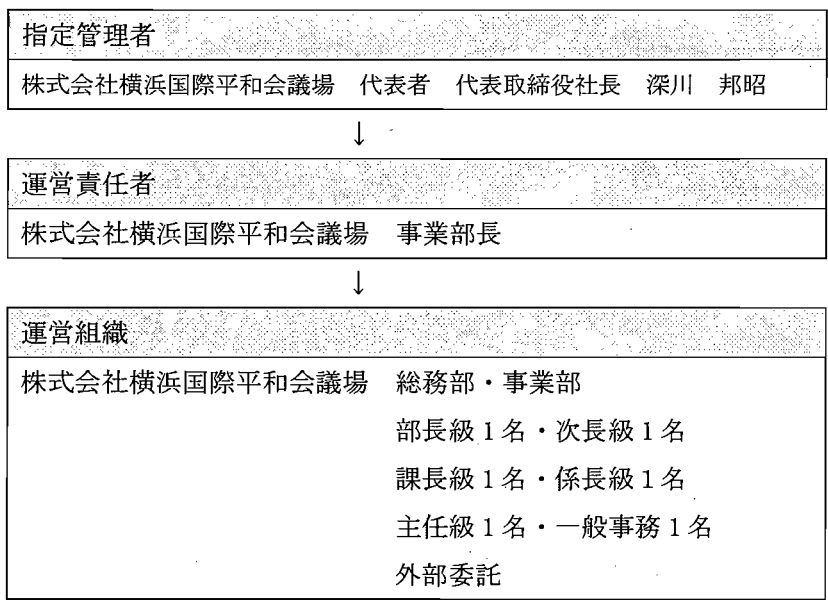 指定管理者
株式会社横浜国際平和会議場　代表者　代表取締役社長　深川　邦昭
↓
運営責任者
株式会社横浜国際平和会議場　事業部長
↓
運営組織
株式会社横浜国際平和会議場　総務部・事業部
部長級１名・次長級１名
課長級１名・係長級１名
主任級１名・一般事務１名
外部委託